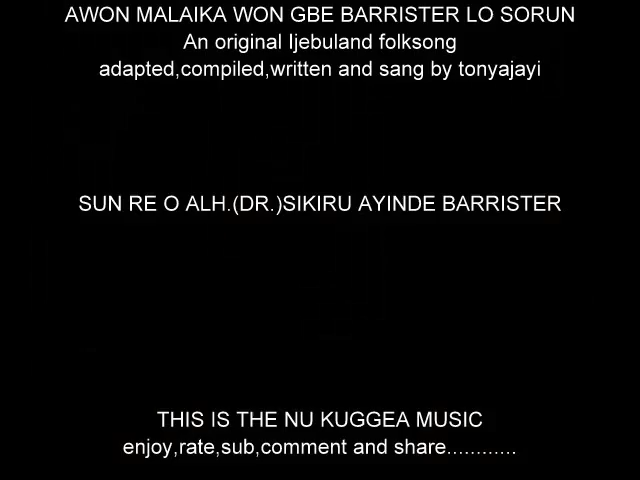 AWON MALAIKA WON GBE BARRISTER LO SORUN
An original Ijebuland folksong
adapted,compiled,written and sang by tonyajayi
SUN RE O ALH.(DR.)SIKIRU AYINDE BARRISTER
THIS IS THE NU KUGGEA MUSIC
enjoy,rate,sub,comment and share............